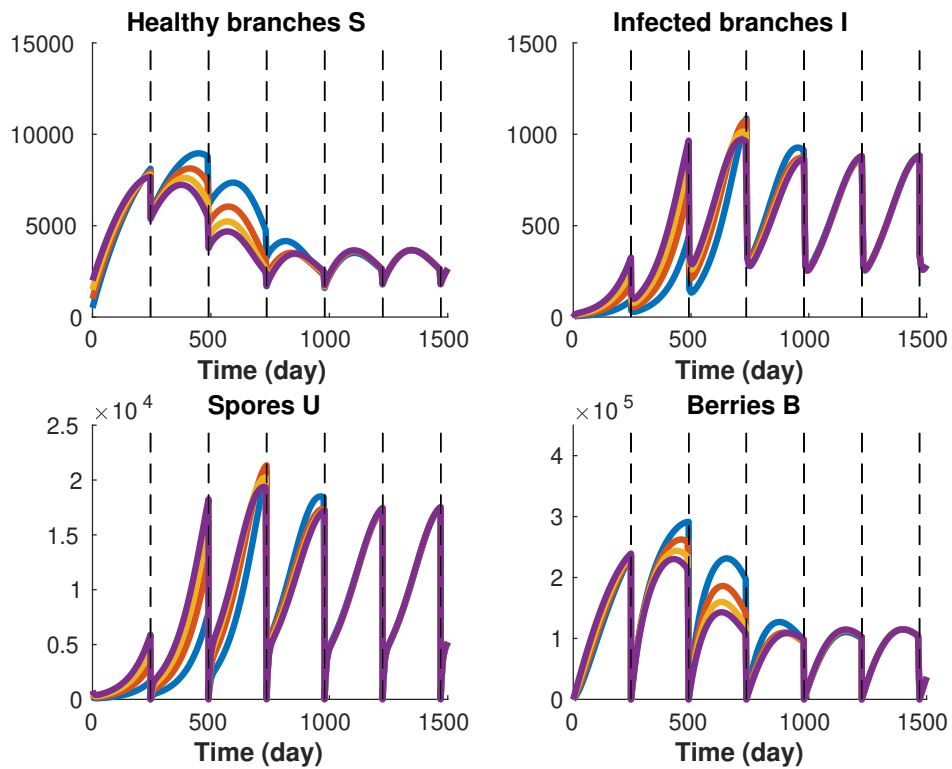 Healthy branches S
15000
10000
5000
0
0 500 1000 1500
Time (day)
Infected branches I
1500
1000
500
0
0 500 1000 1500
Time (day)
Spores U
×10^4
2.5
2
1.5
1
0.5
0
0 500 1000 1500
Time (day)
Berries B
×10^5
4
3
2
1
0
0 500 1000 1500
Time (day)